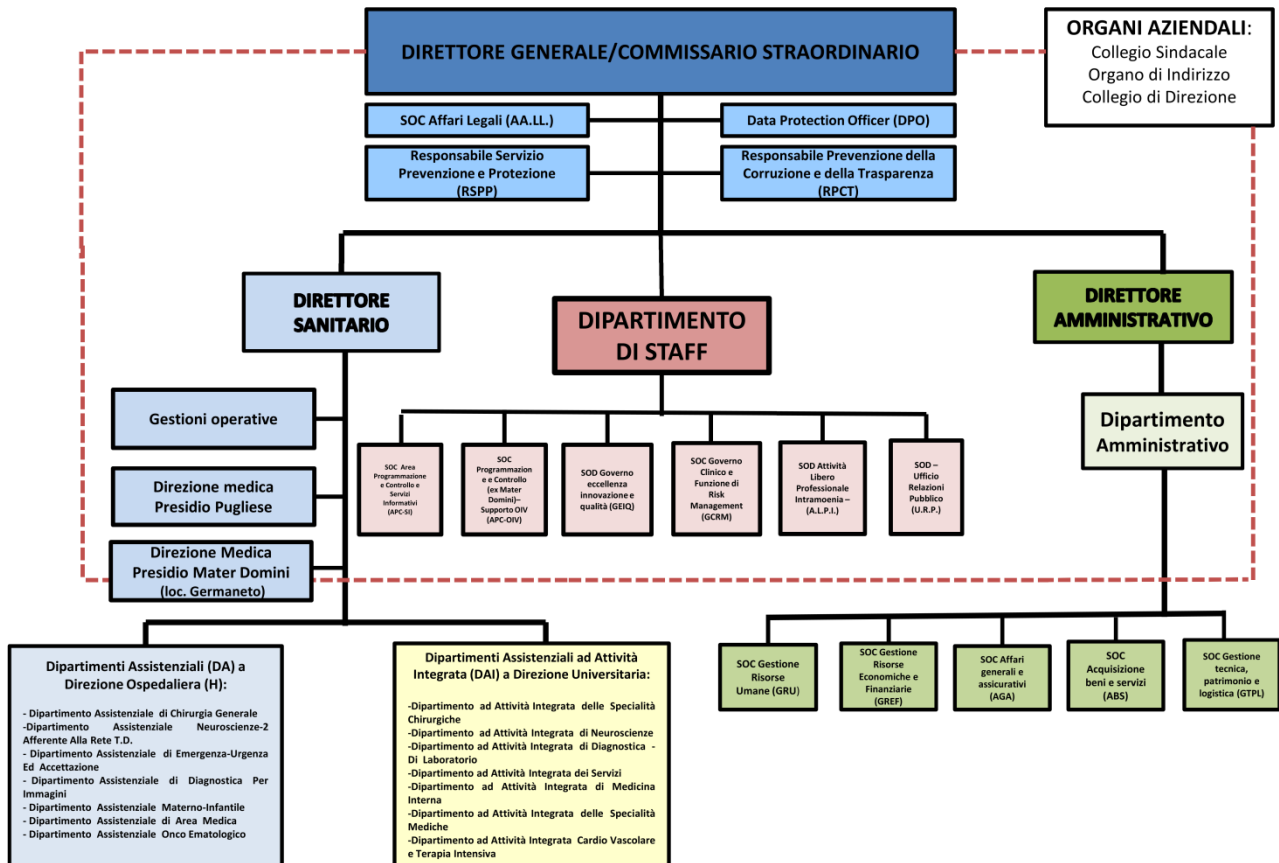 DIRETTORE GENERALE/COMMISSARIO STRAORDINARIO
ORGANI AZIENDALI:
Collegio Sindacale
Organo di Indirizzo
Collegio di Direzione
SOC Affari Legali (AA.LL.)
Data Protection Officer (DPO)
Responsabile Servizio
Prevenzione e Protezione
(RSPP)
Responsabile Prevenzione della
Corruzione e della Trasparenza
(RPCT)
DIRETTORE
SANITARIO
DIPARTIMENTO
DI STAFF
DIRETTORE
AMMINISTRATIVO
Gestioni operative
Direzione medica
Presidio Pugliese
Direzione Medica
Presidio Mater Domini
(loc. Germaneto)
Dipartimento
Amministrativo
SOC Area
Programmazione
e Controllo e
Servizi
Informativi
(APC-SI)
SOC
Programmazion
e e Controllo
(ex Mater
Domini)–
Supporto OIV
(APC-OIV)
SOD Governo
eccellenza
innovazione e
qualità (GEIQ)
SOC Governo
Clinico e
Funzione di
Risk
Management
(GCRM)
SOD Attività
Libero
Professionale
Intramoenia –
(A.L.P.I.)
SOD –
Ufficio
Relazioni
Pubblico
(U.R.P.)
SOC Gestione
Risorse
Umane (GRU)
SOC Gestione
Risorse
Economiche e
Finanziarie
(GREF)
SOC Affari
generali e
assicurativi
(AGA)
SOC
Acquisizione
beni e servizi
(ABS)
SOC Gestione
tecnica,
patrimonio e
logistica (GTPL)
Dipartimenti Assistenziali (DA) a
Direzione Ospedaliera (H):
- Dipartimento Assistenziale di Chirurgia Generale
-Dipartimento Assistenziale Neuroscienze-2
Afferente Alla Rete T.D.
- Dipartimento Assistenziale di Emergenza-Urgenza
Ed Accettazione
- Dipartimento Assistenziale di Diagnostica Per
Immagini
- Dipartimento Assistenziale Materno-Infantile
- Dipartimento Assistenziale di Area Medica
- Dipartimento Assistenziale Onco Ematologico
Dipartimenti Assistenziali ad Attività
Integrata (DAI) a Direzione Universitaria:
-Dipartimento ad Attività Integrata delle Specialità
Chirurgiche
-Dipartimento ad Attività Integrata di Neuroscienze
-Dipartimento ad Attività Integrata di Diagnostica -
Di Laboratorio
-Dipartimento ad Attività Integrata dei Servizi
-Dipartimento ad Attività Integrata di Medicina
Interna
-Dipartimento ad Attività Integrata delle Specialità
Mediche
-Dipartimento ad Attività Integrata Cardio Vascolare
e Terapia Intensiva